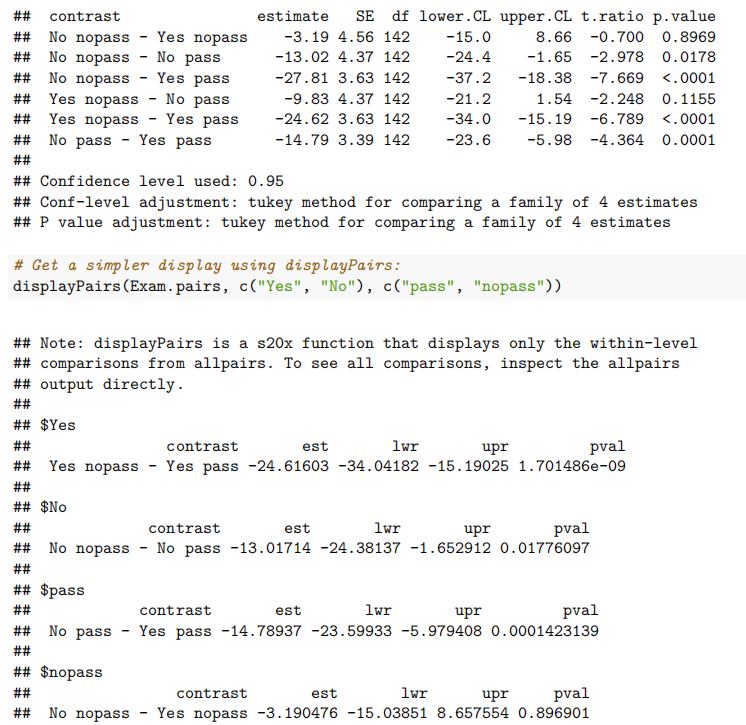 ##  contrast               estimate   SE  df lower.CL upper.CL t.ratio p.value
##  No nopass - Yes nopass    -3.19 4.56 142    -15.0     8.66  -0.700  0.8969
##  No nopass - No pass      -13.02 4.37 142    -24.4    -1.65  -2.978  0.0178
##  No nopass - Yes pass     -27.81 3.63 142    -37.2   -18.38  -7.669  <.0001
##  Yes nopass - No pass      -9.83 4.37 142    -21.2     1.54  -2.248  0.1155
##  Yes nopass - Yes pass    -24.62 3.63 142    -34.0   -15.19  -6.789  <.0001
##  No pass - Yes pass       -14.79 3.39 142    -23.6    -5.98  -4.364  0.0001
##
## Confidence level used: 0.95
## Conf-level adjustment: tukey method for comparing a family of 4 estimates
## P value adjustment: tukey method for comparing a family of 4 estimates
# Get a simpler display using displayPairs:
displayPairs(Exam.pairs, c("Yes", "No"), c("pass", "nopass"))
## Note: displayPairs is a s20x function that displays only the within-level
## comparisons from allpairs. To see all comparisons, inspect the allpairs
## output directly.
##
## $Yes
##               contrast       est       lwr       upr         pval
##  Yes nopass - Yes pass -24.61603 -34.04182 -15.19025 1.701486e-09
##
## $No
##             contrast       est       lwr       upr       pval
##  No nopass - No pass -13.01714 -24.38137 -1.652912 0.01776097
##
## $pass
##            contrast       est       lwr       upr         pval
##  No pass - Yes pass -14.78937 -23.59933 -5.979408 0.0001423139
##
## $nopass
##                contrast       est       lwr      upr     pval
##  No nopass - Yes nopass -3.190476 -15.03851 8.657554 0.896901